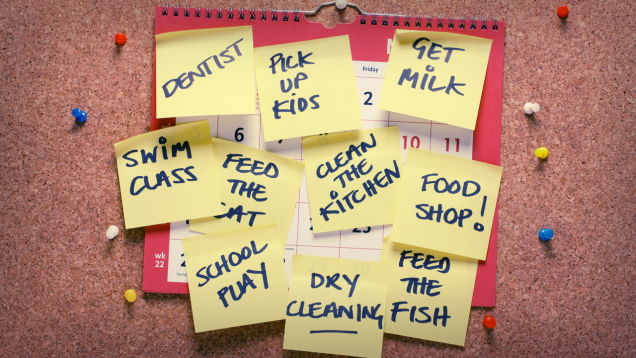 DENTIST
PICK
UP
KIDS
GET
MILK
Friday
2
6
10
11
SWIM
CLASS
FEED
THE
CAT
CLEAN
THE
KITCHEN
FOOD
SHOP!
wk
22
SCHOOL
PLAY
DRY
CLEANING
FEED
THE
FISH